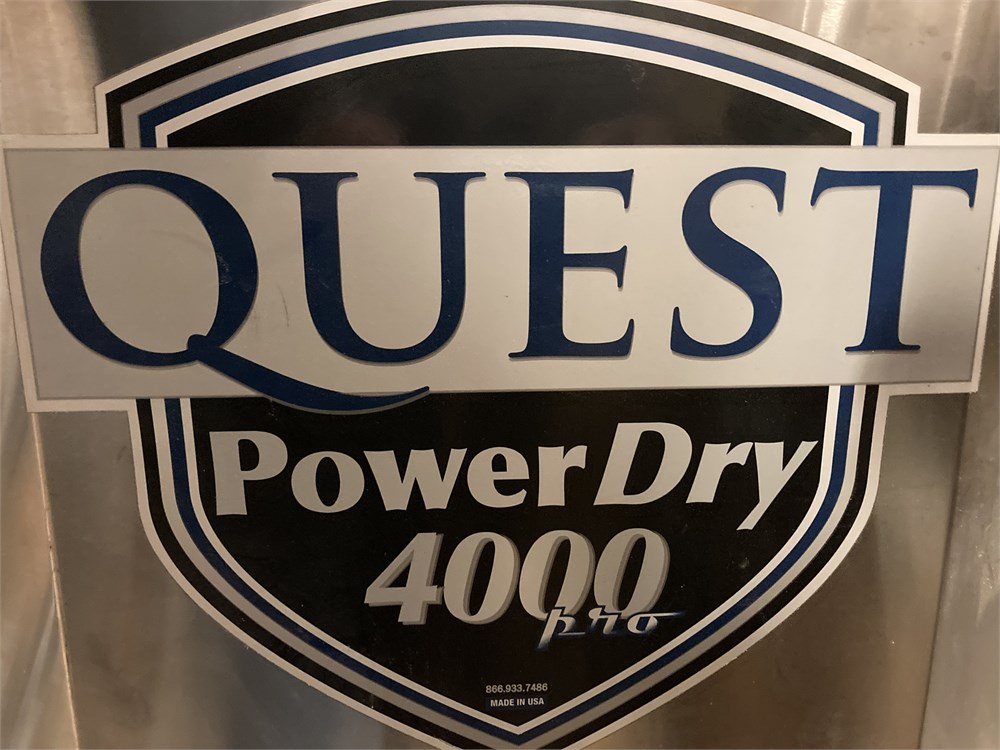 QUEST
PowerDry
4000
pro
866.933.7486
MADE IN USA